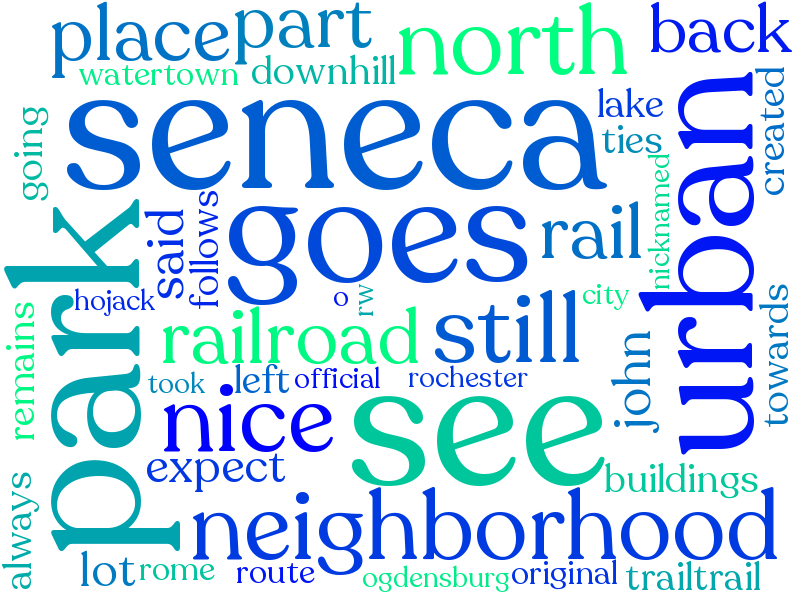 place part north back
watertown downhill
seneca lake ties
urban created
going
park said follows goes rail nicknamed
hojack o rw city
remains railroad still john towards
took left official rochester
nice see
expect buildings
always neighborhood
lot rome route ogdensburg original trailtrail